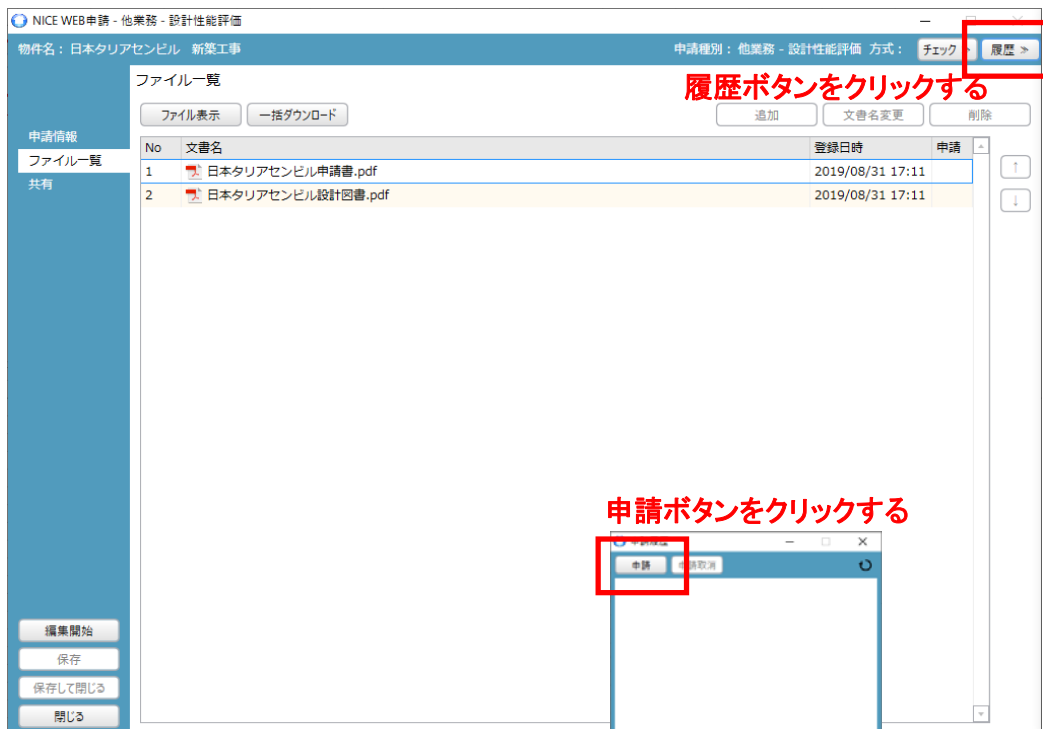 NICE WEB申請 - 他業務 - 設計性能評価
物件名： 日本タリアセンビル 新築工事
申請種別： 他業務 - 設計性能評価 方式：
チェック
履歴 ≫
ファイル一覧
履歴ボタンをクリックする
ファイル表示
一括ダウンロード
追加
文書名変更
削除
申請情報
ファイル一覧
共有
No 文書名 登録日時 申請
1 日本タリアセンビル申請書.pdf 2019/08/31 17:11
2 日本タリアセンビル設計図書.pdf 2019/08/31 17:11
↑
↓
申請ボタンをクリックする
申請履歴
申請
申請取消
編集開始
保存
保存して閉じる
閉じる